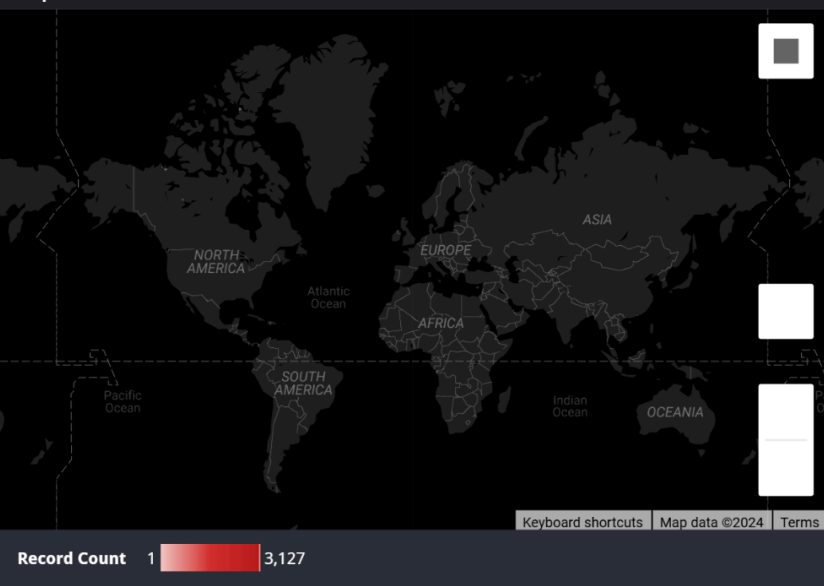 NORTH
AMERICA
EUROPE
ASIA
Atlantic
Ocean
AFRICA
SOUTH
AMERICA
Pacific
Ocean
Indian
Ocean
OCEANIA
Keyboard shortcuts
Map data ©2024
Terms
Record Count
1
3,127